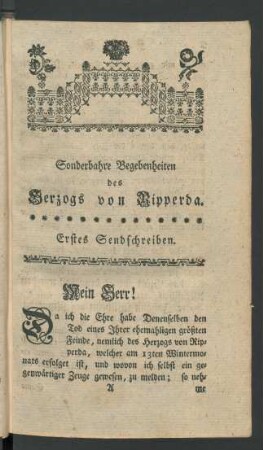 Sonderbahre Begebenheiten
des
Herzogs von Ripperda.
Erstes Sendschreiben.
Mein Herr!
Da ich die Ehre habe Denenselben den
Tod eines Jhrer ehemahligen größten
Feinde, nemlich des Herzogs von Rip-
perda, welcher am 13ten Wintermo-
nats erfolget ist, und wovon ich selbst ein ge-
genwärtiger Zeuge gewesen, zu melden; so neh-
A me